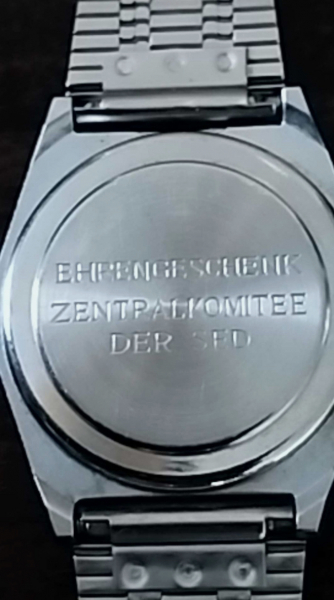 EHRENGESCHENK
ZENTRALKOMITEE
DER SED